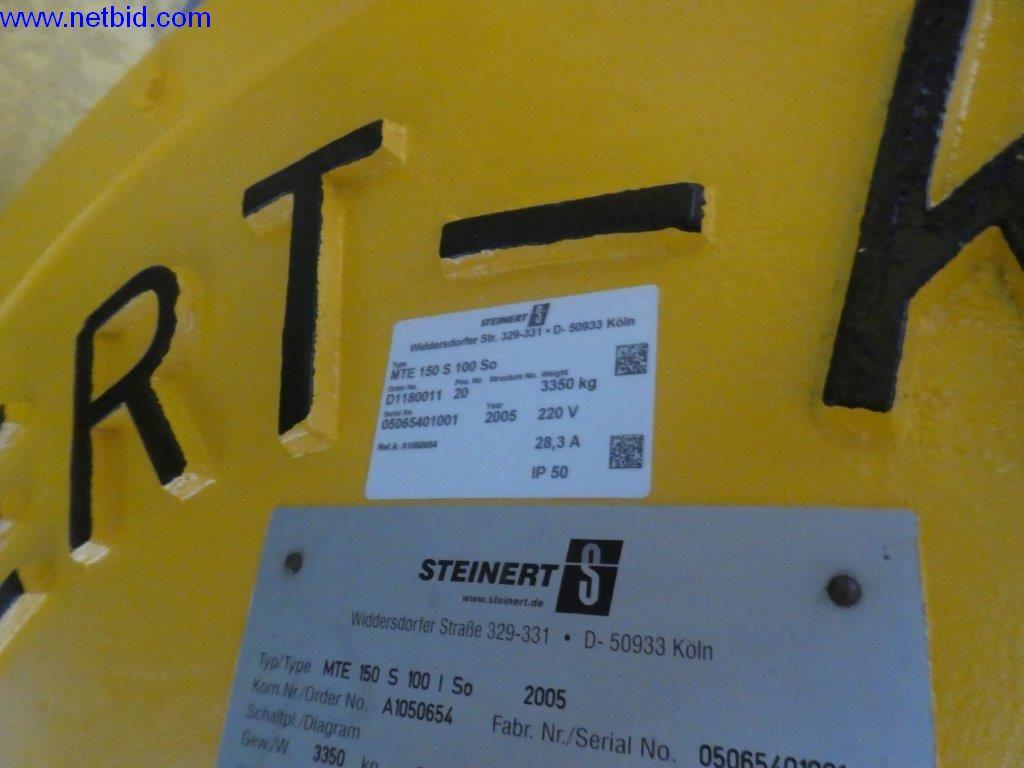 www.netbid.com
RT-K
STEINERT S
Widdersdorfer Str. 329-331 • D- 50933 Köln
Type
MTE 150 S 100 So
Order No. Pos. No. Structure No. Weight
D1180011 20 3350 kg
Serial No. Year
05065401001 2005 220 V
Ref.A: A1050654 28,3 A
IP 50
STEINERT S
www.steinert.de
Widdersdorfer Straße 329-331 • D- 50933 Köln
Typ/Type MTE 150 S 100 I So 2005
Kom.Nr./Order No. A1050654 Fabr. Nr./Serial No. 05065401001
Schaltpl./Diagram
Gew./W. 3350 kg